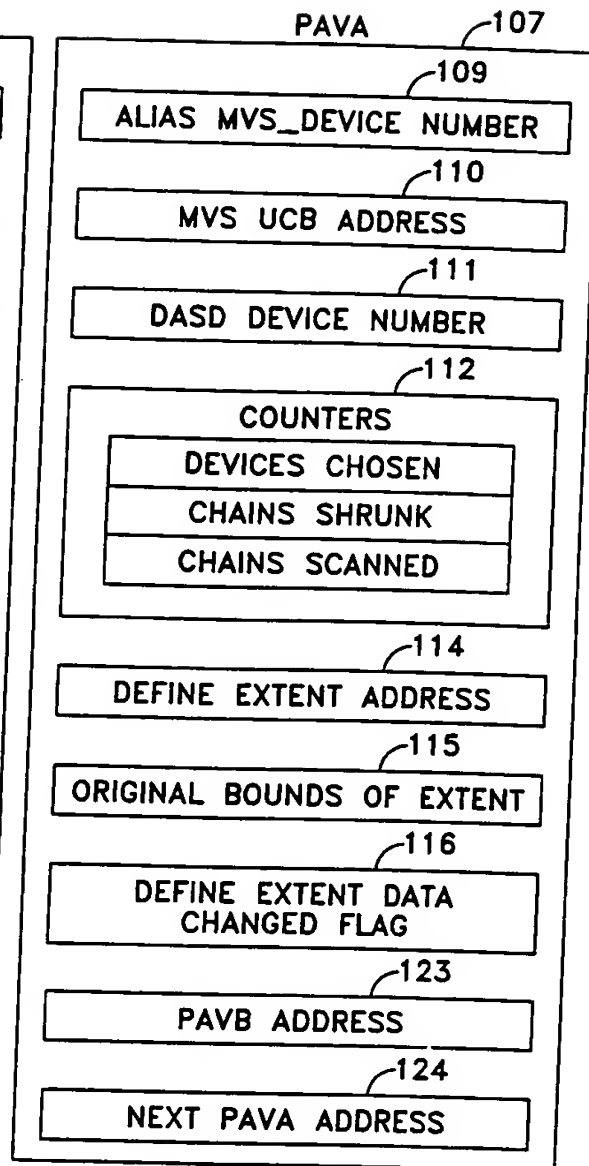 PAVA 107
109
ALIAS MVS_DEVICE NUMBER
110
MVS UCB ADDRESS
111
DASD DEVICE NUMBER
112
COUNTERS
DEVICES CHOSEN
CHAINS SHRUNK
CHAINS SCANNED
114
DEFINE EXTENT ADDRESS
115
ORIGINAL BOUNDS OF EXTENT
116
DEFINE EXTENT DATA
CHANGED FLAG
123
PAVB ADDRESS
124
NEXT PAVA ADDRESS